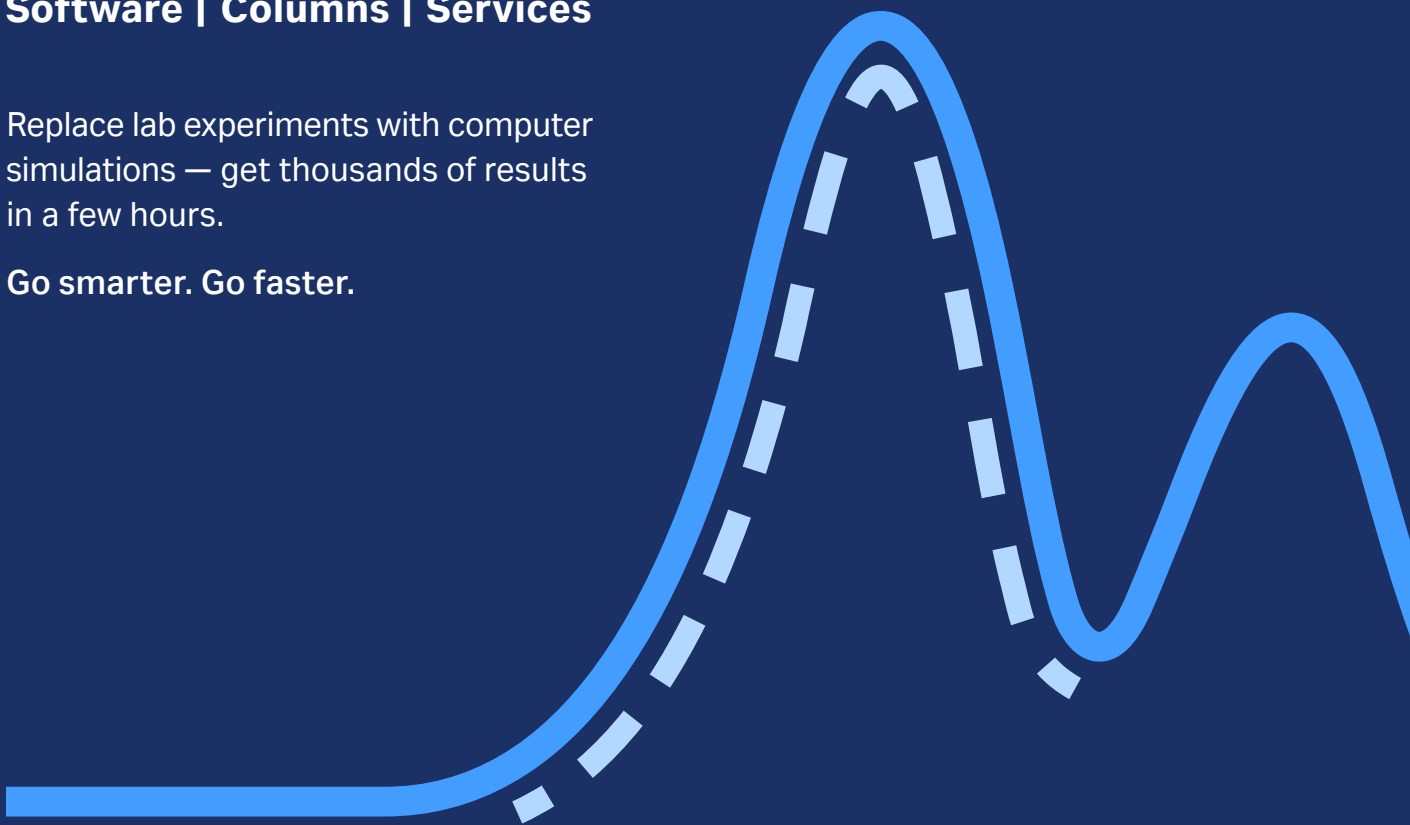 Software | Columns | Services
Replace lab experiments with computer
simulations — get thousands of results
in a few hours.
Go smarter. Go faster.